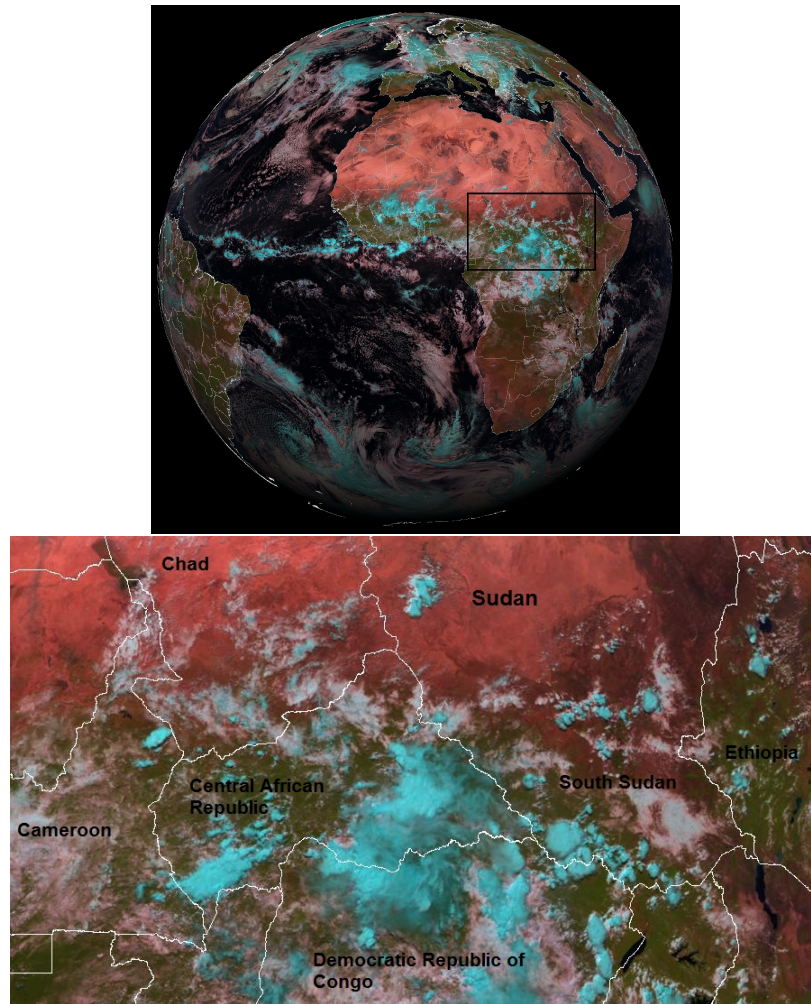 Chad
Sudan
Ethiopia
Central African
Republic
South Sudan
Cameroon
Democratic Republic of
Congo